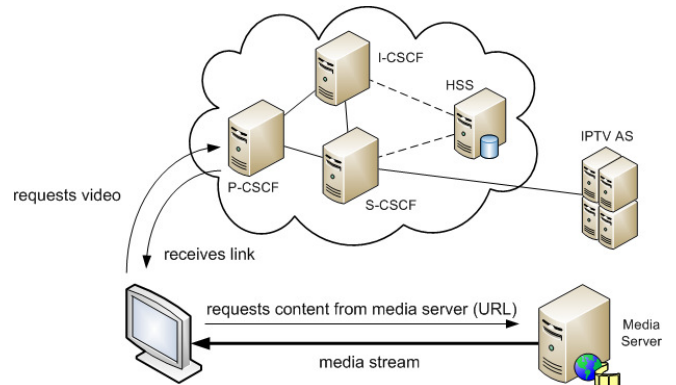 I-CSCF
HSS
IPTV AS
P-CSCF
S-CSCF
requests video
receives link
requests content from media server (URL)
Media
Server
media stream